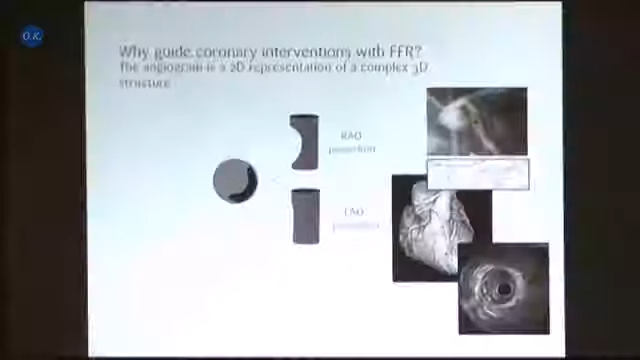 O.K.
Why guide coronary interventions with FFR?
The angiogram is a 2D representation of a complex 3D
structure
RAO
projection
LAO
projection